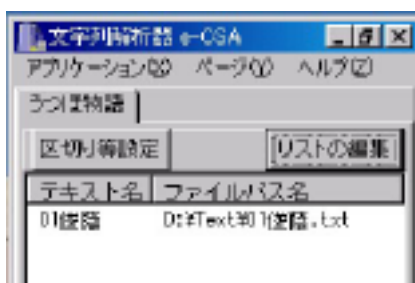 文字列解析器 e-CSA
アプリケーション(X) ページ(Y) ヘルプ(Z)
うつほ物語
区切り等設定 リストの編集
テキスト名 ファイルパス名
01俊蔭 D:¥Text¥01俊蔭.txt